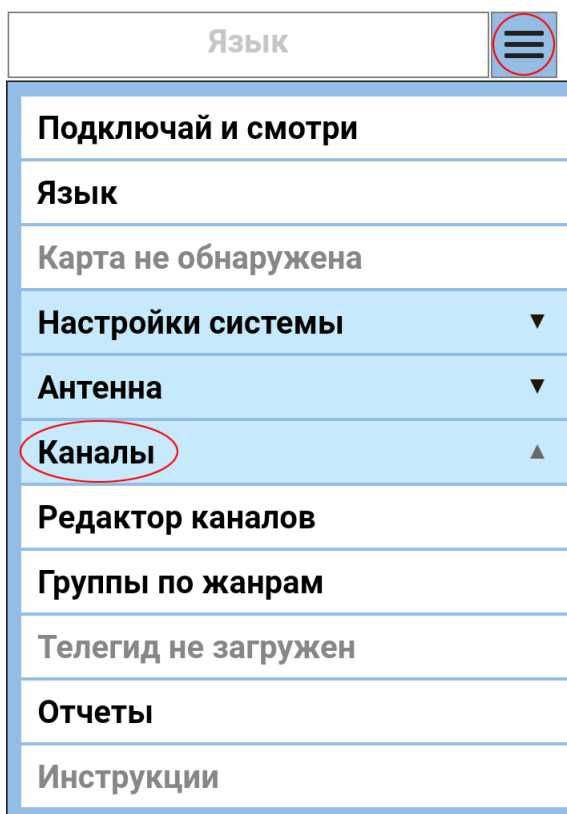 Язык
Подключай и смотри
Язык
Карта не обнаружена
Настройки системы
Антенна
Каналы
Редактор каналов
Группы по жанрам
Телегид не загружен
Отчеты
Инструкции